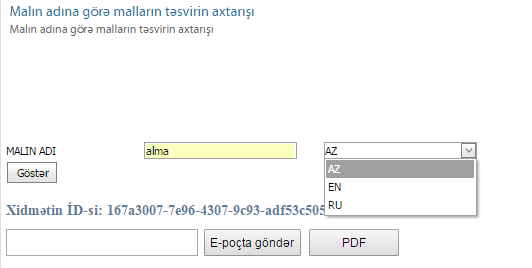 Malın adına görə malların təsvirin axtarışı
Malın adına görə malların təsvirin axtarışı
MALIN ADI alma AZ
AZ
Göstər
EN
RU
Xidmətin İD-si: 167a3007-7e96-4307-9c93-adf53c505
E-poçta göndər PDF